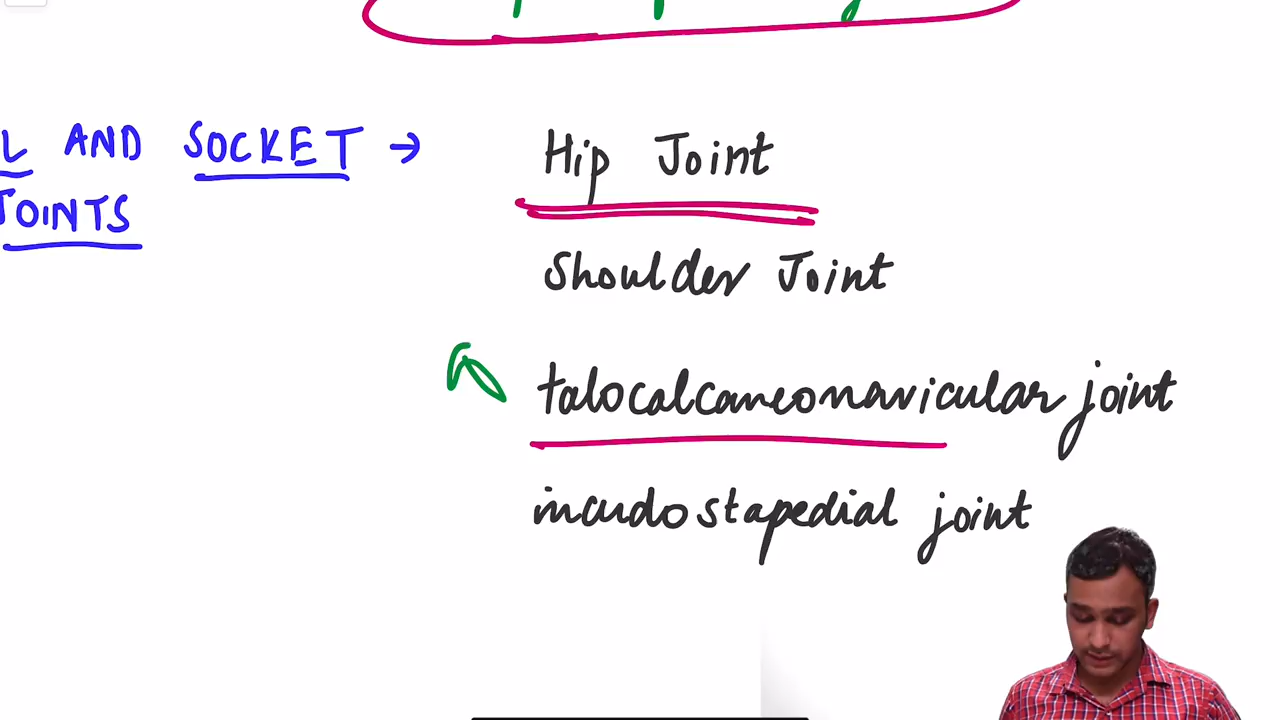 L AND SOCKET →
JOINTS
Hip Joint
Shoulder Joint
talocalcaneonavicular joint
incudostapedial joint